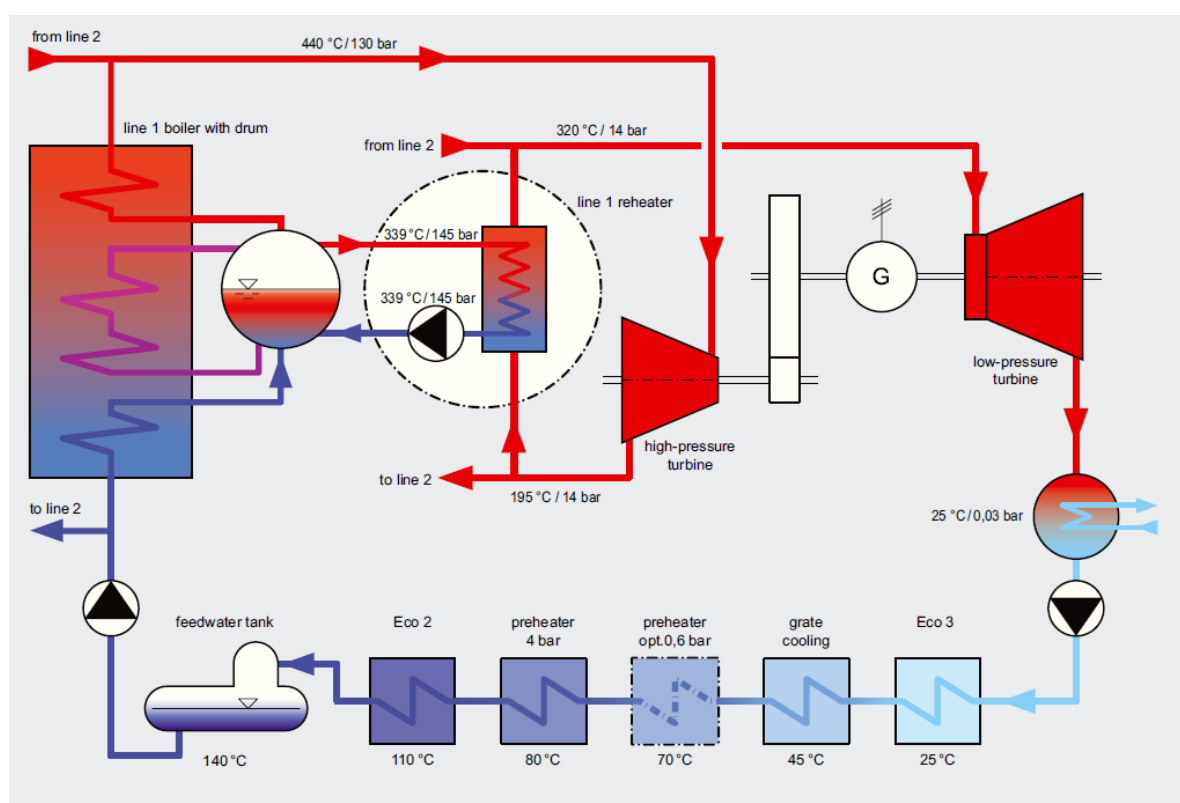 from line 2
440 °C/130 bar
line 1 boiler with drum
320 °C / 14 bar
from line 2
line 1 reheater
339 °C/145 bar
339 °C/145 bar
G
low-pressure
turbine
high-pressure
turbine
to line 2
195 °C / 14 bar
to line 2
25 °C/0,03 bar
feedwater tank
Eco 2
preheater
4 bar
preheater
opt.0,6 bar
grate
cooling
Eco 3
140 °C
110 °C
80 °C
70 °C
45 °C
25 °C